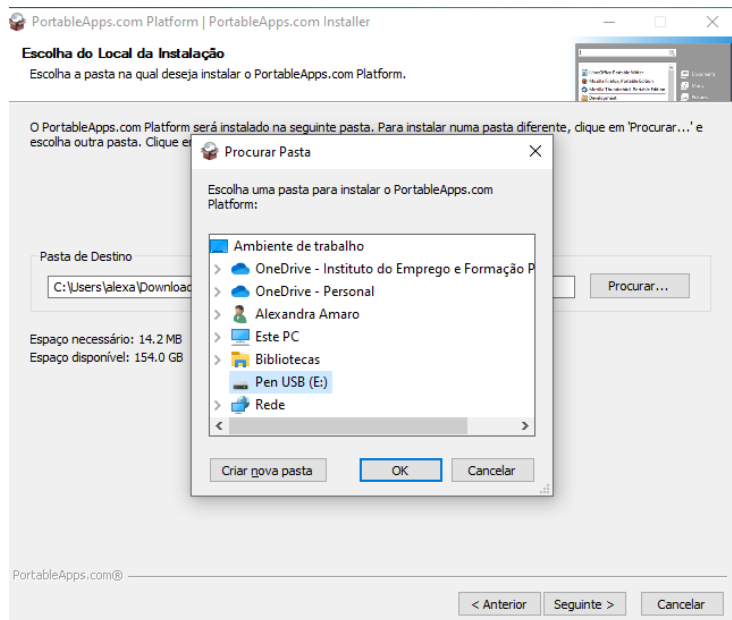 PortableApps.com Platform | PortableApps.com Installer
Escolha do Local da Instalação
Escolha a pasta na qual deseja instalar o PortableApps.com Platform.
O PortableApps.com Platform será instalado na seguinte pasta. Para instalar numa pasta diferente, clique em 'Procurar...' e
escolha outra pasta. Clique e
Procurar Pasta
Escolha uma pasta para instalar o PortableApps.com
Platform:
Ambiente de trabalho
OneDrive - Instituto do Emprego e Formação P
OneDrive - Personal
Alexandra Amaro
Este PC
Bibliotecas
Pen USB (E:)
Rede
Criar nova pasta
OK
Cancelar
Pasta de Destino
C:\Users\alexa\Downloac
Procurar...
Espaço necessário: 14.2 MB
Espaço disponível: 154.0 GB
PortableApps.com®
< Anterior
Seguinte >
Cancelar